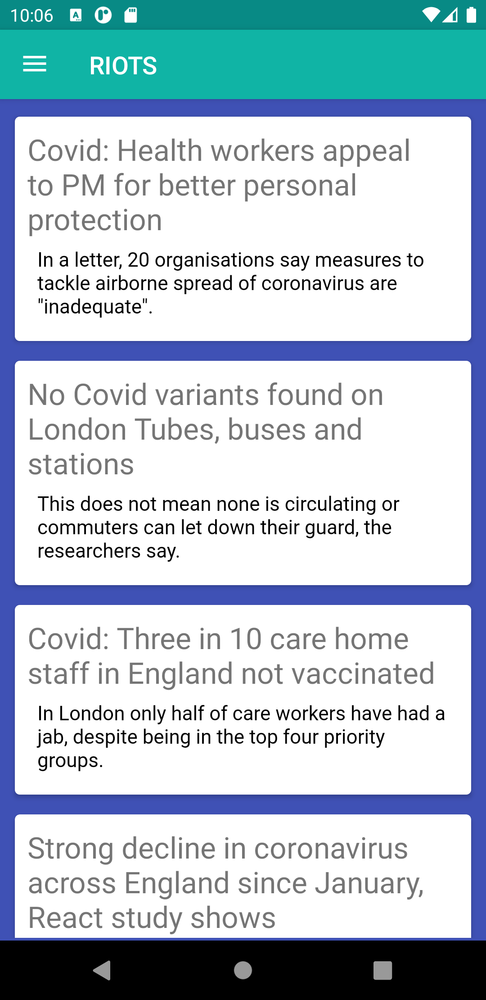 10:06
RIOTS
Covid: Health workers appeal
to PM for better personal
protection
In a letter, 20 organisations say measures to
tackle airborne spread of coronavirus are
"inadequate".
No Covid variants found on
London Tubes, buses and
stations
This does not mean none is circulating or
commuters can let down their guard, the
researchers say.
Covid: Three in 10 care home
staff in England not vaccinated
In London only half of care workers have had a
jab, despite being in the top four priority
groups.
Strong decline in coronavirus
across England since January,
React study shows